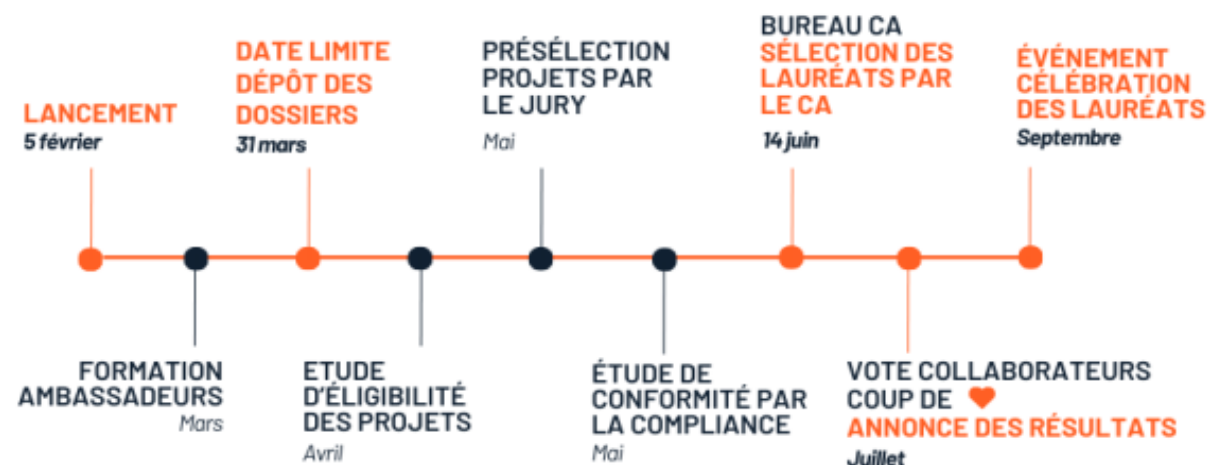 LANCEMENT
5 février
DATE LIMITE
DÉPÔT DES
DOSSIERS
31 mars
PRÉSÉLECTION
PROJETS PAR
LE JURY
Mai
BUREAU CA
SÉLECTION DES
LAURÉATS PAR
LE CA
14 juin
ÉVÉNEMENT
CÉLÉBRATION
DES LAURÉATS
Septembre
FORMATION
AMBASSADEURS
Mars
ETUDE
D'ÉLIGIBILITÉ
DES PROJETS
Avril
ÉTUDE DE
CONFORMITÉ PAR
LA COMPLIANCE
Mai
VOTE COLLABORATEURS
COUP DE
ANNONCE DES RÉSULTATS
Juillet